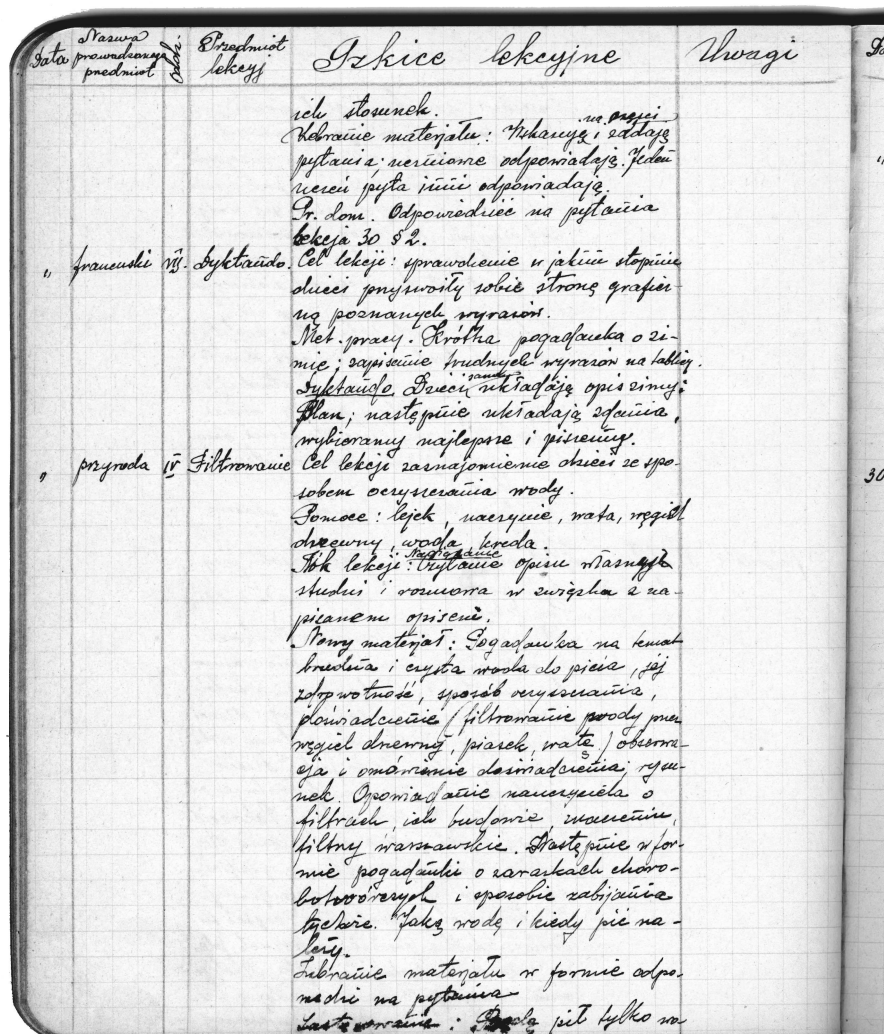 Data Nazwa prowadzonego przedmiot Oddz. Przedmiot lekcyj Szkice lekcyjne Uwagi
ich stosunek.
Zebranie materjału: Wskazuję na części i zadają
pytania; uczniowie odpowiadają. Jeden
uczeń pyta inni odpowiadają.
Pr. dom. Odpowiedzieć na pytania
lekcja 30 § 2.
" francuski VII Dyktando. Cel lekcji: sprawdzenie w jakim stopniu
dzieci przyswoiły sobie stronę graficz-
ną poznanych wyrazów.
Met. pracy. Krótka pogadanka o zi-
mie; zapisanie trudnych wyrazów na tablicy.
Dyktando. Dzieci same układają opis zimy:
Plan; następnie układają zdania,
wybieramy najlepsze i piszemy.
" przyroda IV Filtrowanie Cel lekcji zaznajomienie dzieci ze spo-
sobem oczyszczania wody.
Pomoce: lejek, naczynie, wata, węgiel
drzewny, woda, kreda.
Tok lekcji: Nawiązanie Czytanie opisu własnych
studni i rozmowa w związku z na-
pisanem opisem.
Nowy materjał: Pogadanka na temat
brudna i czysta woda do picia, jej
zdrowotność, sposób oczyszczania,
doświadczenie (filtrowanie wody przez
węgiel drzewny, piasek, watę) obserwa-
cja i omówienie doświadczenia; rysu-
nek. Opowiadanie nauczyciela o
filtrach, ich budowie, znaczeniu,
filtry warszawskie. Następnie w for-
mie pogadanki o zarazkach choro-
botwórczych i sposobie zabijania
tychże. Jaką wodę i kiedy pić na-
leży.
Zebranie materjału w formie odpo-
wiedzi na pytania
Zastosowanie: pił tylko wo
30